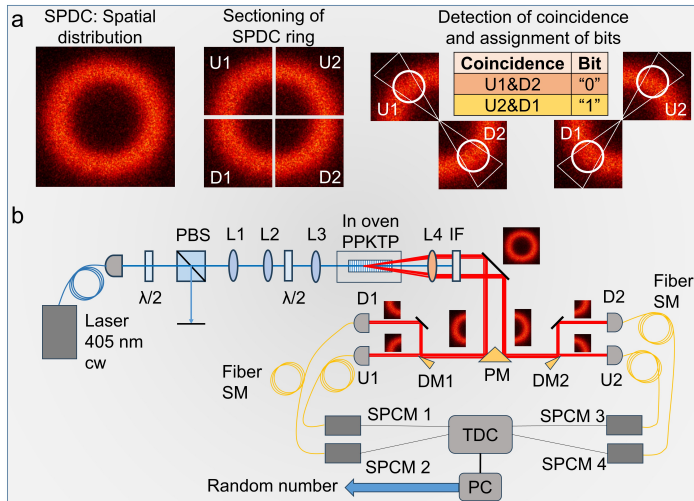 a
SPDC: Spatial
distribution
Sectioning of
SPDC ring
Detection of coincidence
and assignment of bits
U1
U2
D1
D2
Coincidence Bit
U1&D2 “0”
U2&D1 “1”
U1
D2
D1
U2
b
PBS
L1
L2
L3
In oven
PPKTP
L4
IF
λ/2
λ/2
Laser
405 nm
cw
D1
D2
Fiber
SM
Fiber
SM
U1
DM1
PM
DM2
U2
SPCM 1
SPCM 3
TDC
SPCM 2
SPCM 4
Random number
PC